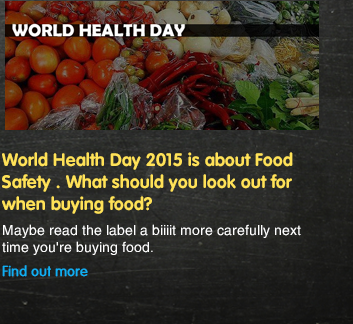 WORLD HEALTH DAY
World Health Day 2015 is about Food
Safety . What should you look out for
when buying food?
Maybe read the label a biiiit more carefully next
time you're buying food.
Find out more